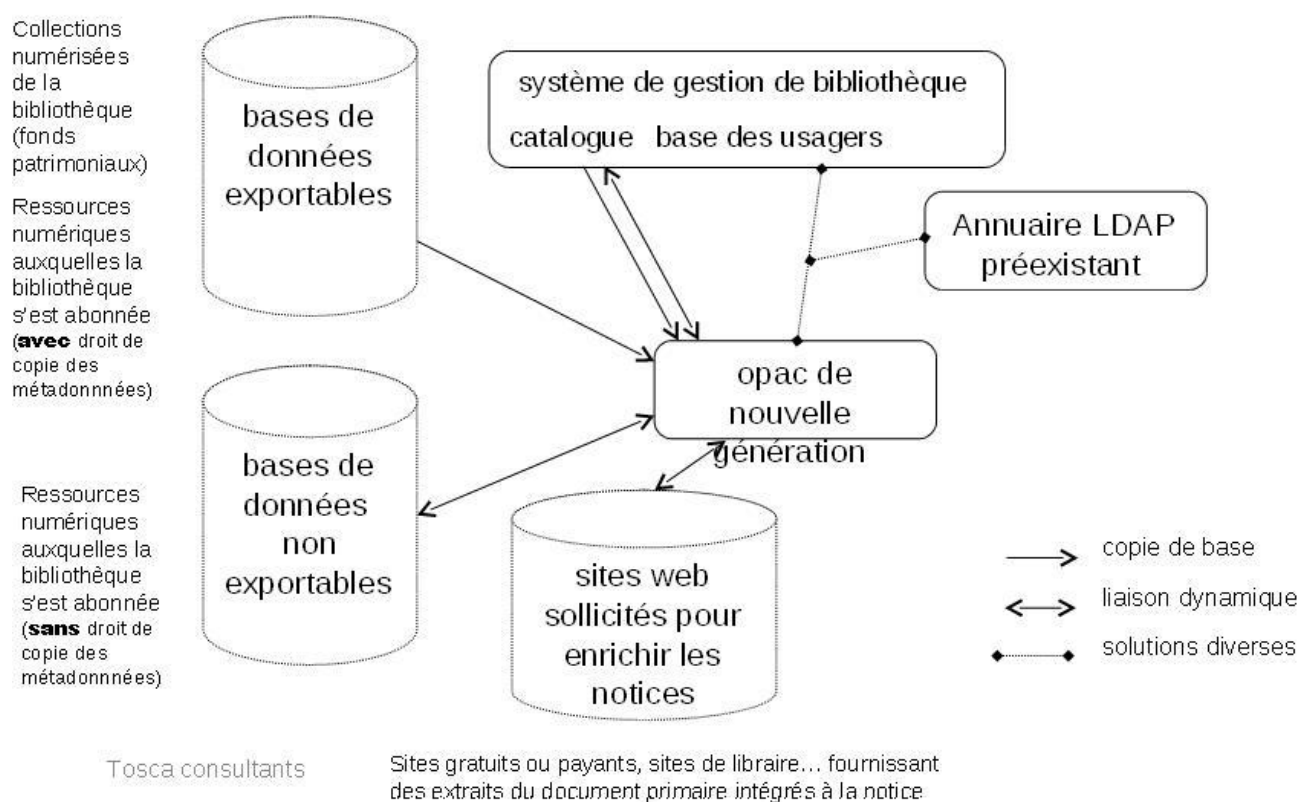 Collections
numérisées
de la
bibliothèque
(fonds
patrimoniaux)
Ressources
numériques
auxquelles la
bibliothèque
s'est abonnée
(avec droit de
copie des
métadonnnées)
Ressources
numériques
auxquelles la
bibliothèque
s'est abonnée
(sans droit de
copie des
métadonnnées)
bases de
données
exportables
bases de
données
non
exportables
système de gestion de bibliothèque
catalogue base des usagers
Annuaire LDAP
préexistant
opac de
nouvelle
génération
sites web
sollicités pour
enrichir les
notices
copie de base
liaison dynamique
solutions diverses
Tosca consultants
Sites gratuits ou payants, sites de libraire... fournissant
des extraits du document primaire intégrés à la notice